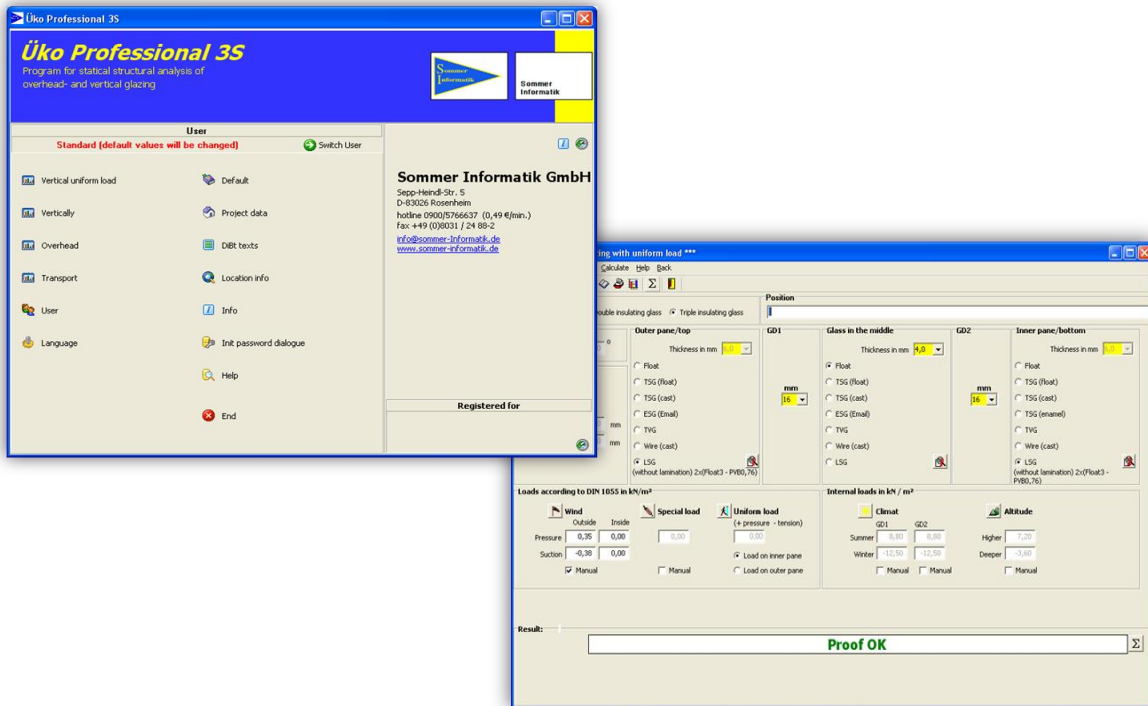 Üko Professional 3S
Üko Professional 3S
Program for statical structural analysis of
overhead- and vertical glazing
Sommer
Informatik
Sommer
Informatik
User
Standard (default values will be changed)
Switch User
Vertical uniform load
Default
Vertically
Project data
Overhead
DiBt texts
Transport
Location info
User
Info
Language
Init password dialogue
Help
End
Sommer Informatik GmbH
Sepp-Heindl-Str. 5
D-83026 Rosenheim
hotline 0900/5766637 (0,49 €/min.)
fax +49 (0)8031 / 24 88-2
info@sommer-Informatik.de
www.sommer-informatik.de
Registered for
with uniform load ***
Calculate Help Back
insulating glass Triple insulating glass
Position
Outer pane/top
Thickness in mm
Float
TSG (float)
TSG (cast)
ESG (Email)
TVG
Wire (cast)
LSG
(without lamination) 2x(Float3 - PVB0,76)
mm
mm
GD1
mm
16
Glass in the middle
Thickness in mm 4,0
Float
TSG (float)
TSG (cast)
ESG (Email)
TVG
Wire (cast)
LSG
GD2
mm
16
Inner pane/bottom
Thickness in mm
Float
TSG (float)
TSG (cast)
TSG (enamel)
TVG
Wire (cast)
LSG
(without lamination) 2x(Float3 -
PVB0,76)
Loads according to DIN 1055 in kN/m²
Wind
Outside Inside
Pressure 0,35 0,00
Suction -0,38 0,00
Manual
Special load
0,00
Manual
Uniform load
(+ pressure - tension)
0,00
Load on inner pane
Load on outer pane
Internal loads in kN / m²
Climat
GD1 GD2
Summer 8,80 8,80
Winter -12,50 -12,50
Manual Manual
Altitude
Higher 7,20
Deeper -3,60
Manual
Result:
Proof OK